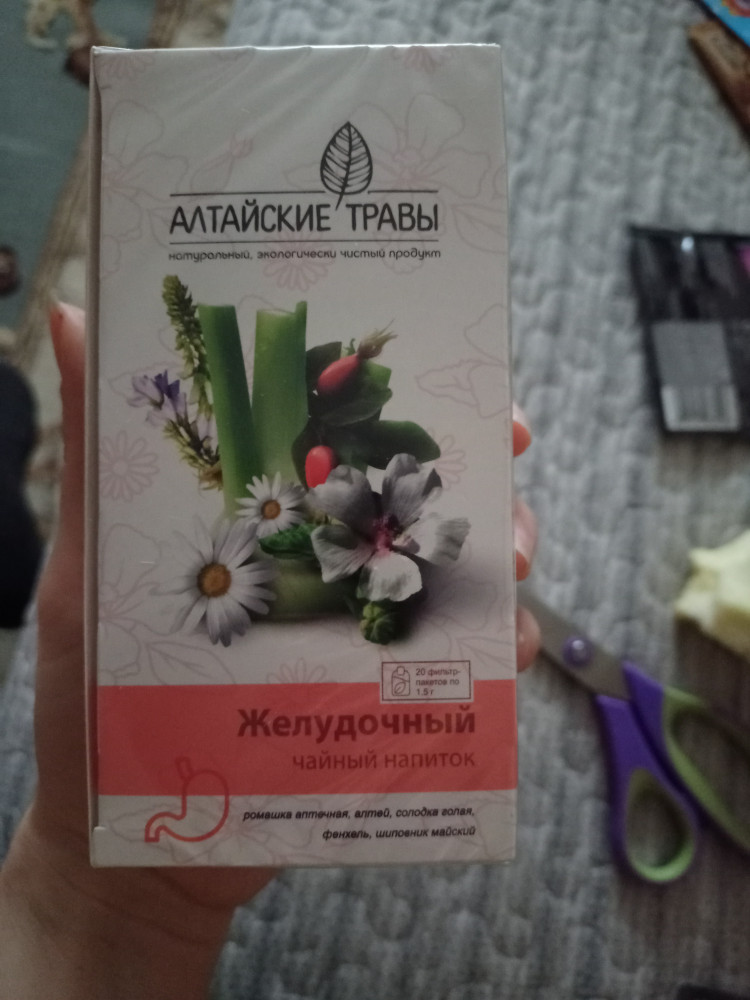 АЛТАЙСКИЕ ТРАВЫ
натуральный, экологически чистый продукт
20 фильтр-
пакетов по
1.5 г
Желудочный
чайный напиток
ромашка аптечная, алтей, солодка голая,
фенхель, шиповник майский